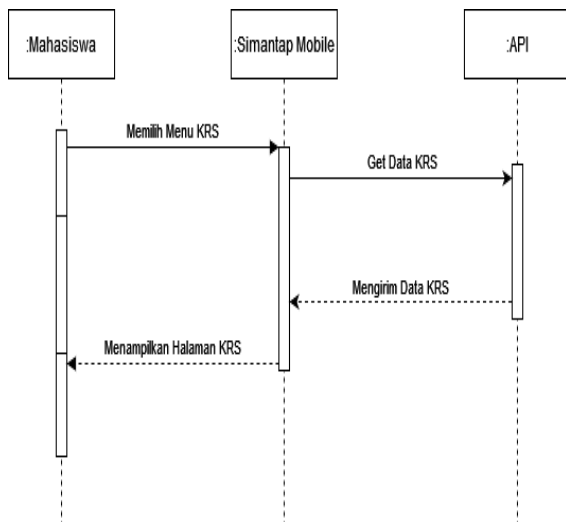 :Mahasiswa
:Simantap Mobile
:API
Memilih Menu KRS
Get Data KRS
Mengirim Data KRS
Menampilkan Halaman KRS